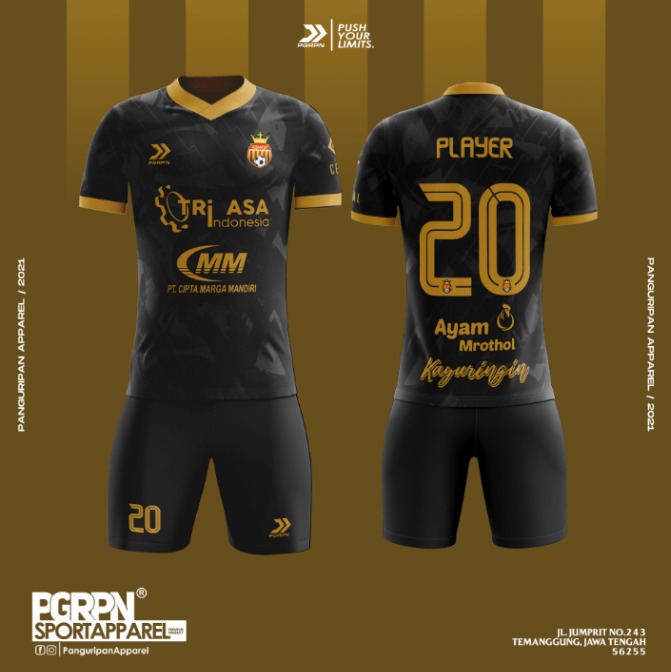 PGRPN
PUSH
YOUR
LIMITS.
PGRPN
TRi ASA
Indonesia
CMM
PT. CIPTA MARGA MANDIRI
20
PGRPN
PLAYER
20
Ayam
Mrothol
Kayuringin
PANGURIPAN APPAREL / 2021
PANGURIPAN APPAREL / 2021
PGRPN®
SPORTAPPAREL
PanguripanApparel
JL. JUMPRIT NO.243
TEMANGGUNG, JAWA TENGAH
56255